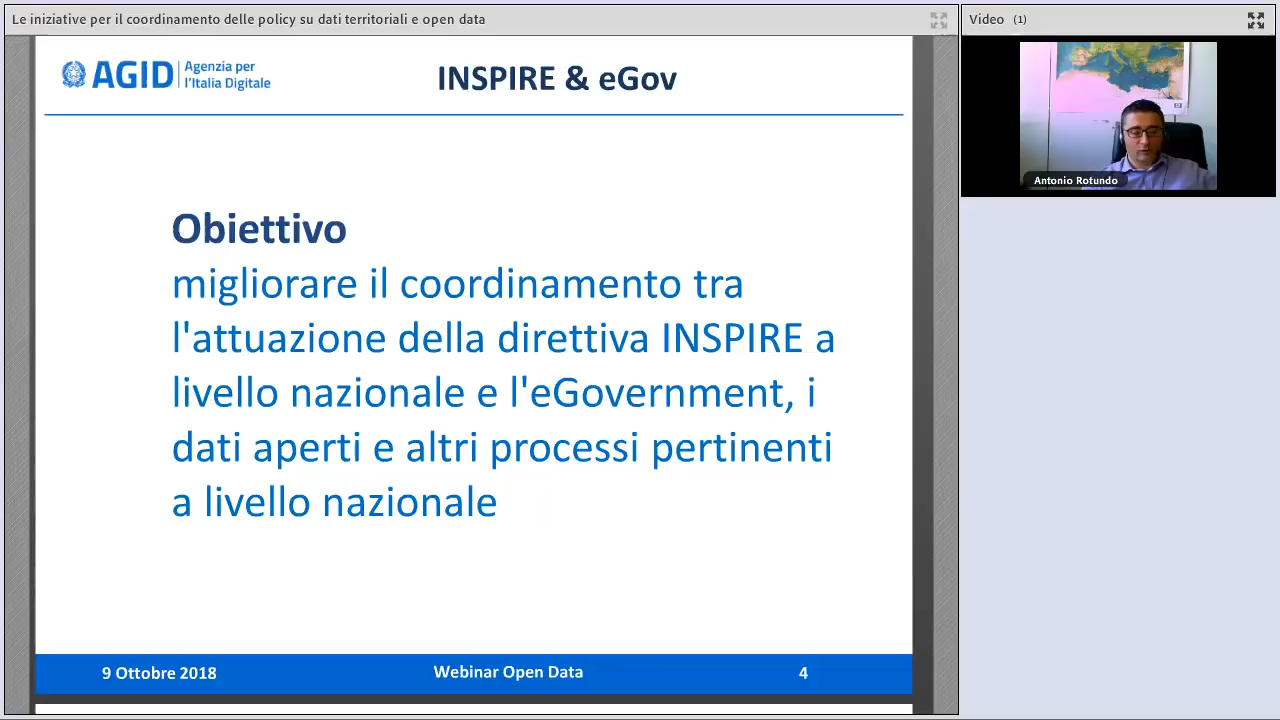 Le iniziative per il coordinamento delle policy su dati territoriali e open data
Video (1)
AGID
Agenzia per
l'Italia Digitale
INSPIRE & eGov
Antonio Rotundo
Obiettivo
migliorare il coordinamento tra
l'attuazione della direttiva INSPIRE a
livello nazionale e l'eGovernment, i
dati aperti e altri processi pertinenti
a livello nazionale
9 Ottobre 2018
Webinar Open Data
4